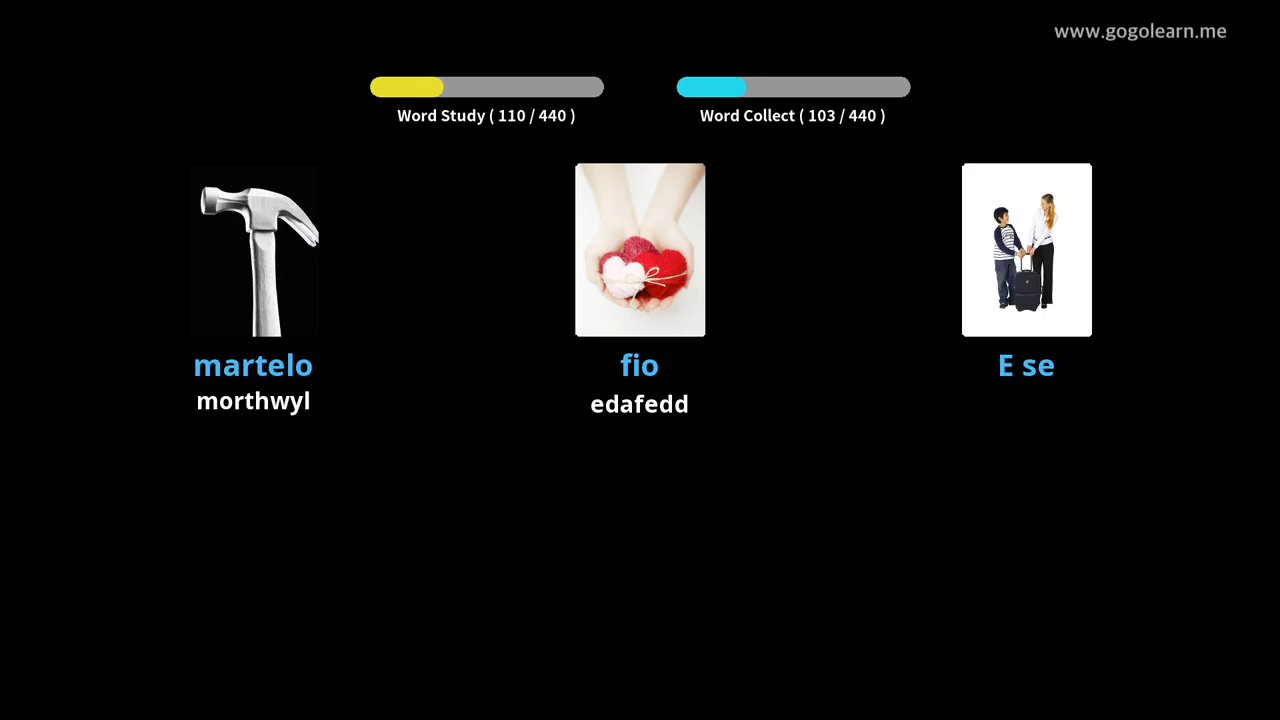 www.gogolearn.me
Word Study ( 110 / 440 )
Word Collect ( 103 / 440 )
martelo
morthwyl
fio
edafedd
E se